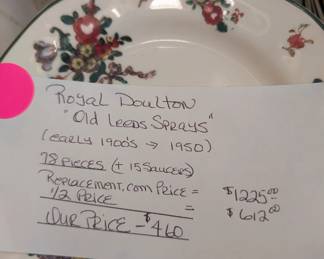 Royal Doulton
"Old Leeds Sprays"
(early 1900's → 1950)
78 pieces (+ 15 saucers)
Replacement.com Price = $1225.00
1/2 Price = $612.00
Our Price - $460